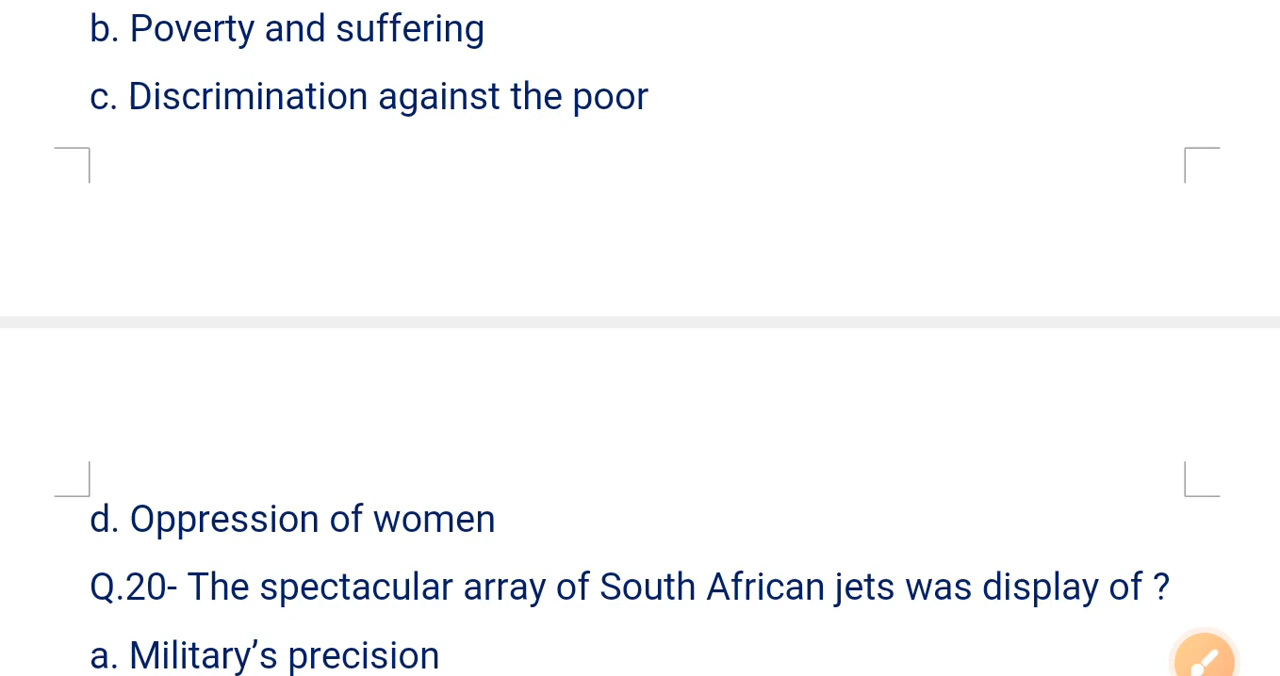 b. Poverty and suffering
c. Discrimination against the poor
d. Oppression of women
Q.20- The spectacular array of South African jets was display of ?
a. Military’s precision